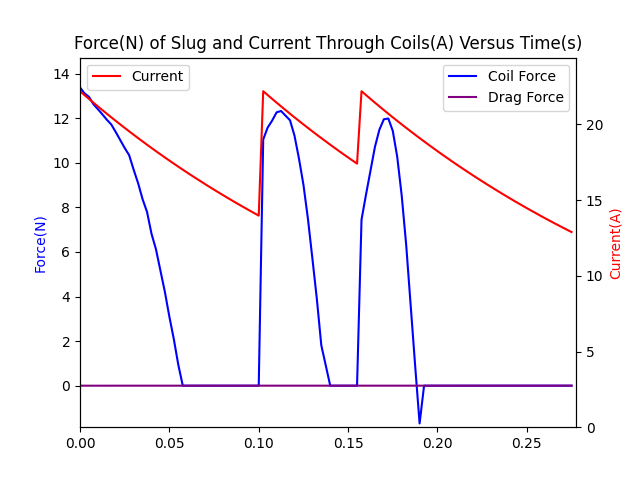 Force(N) of Slug and Current Through Coils(A) Versus Time(s)
Current
Coil Force
Drag Force
Force(N)
14
12
10
8
6
4
2
0
Current(A)
20
15
10
5
0
0.00 0.05 0.10 0.15 0.20 0.25